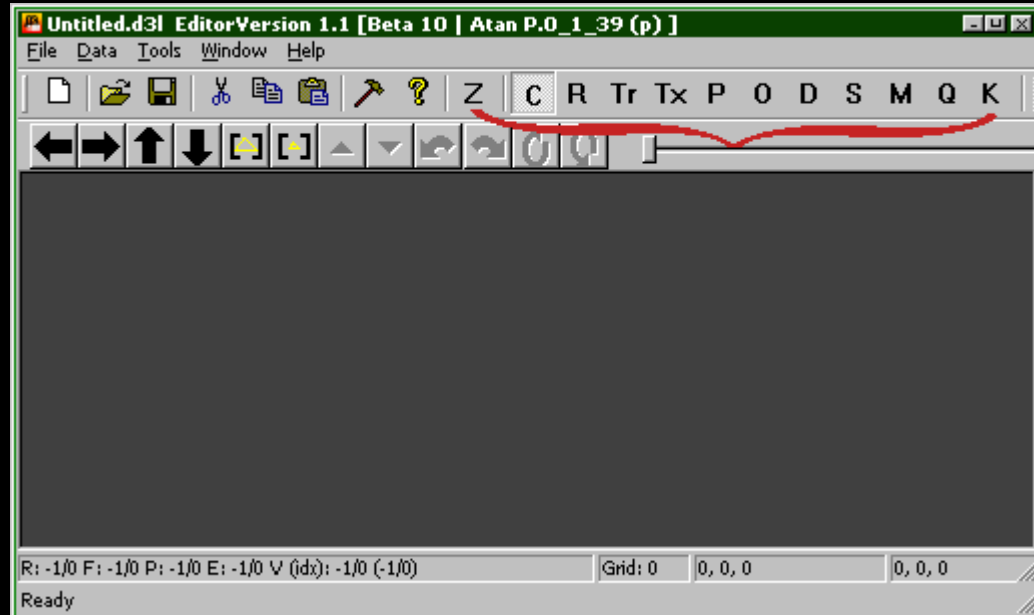 Untitled.d3l EditorVersion 1.1 [Beta 10 | Atan P.0_1_39 (p) ]
File Data Tools Window Help
Z C R Tr Tx P O D S M Q K
R: -1/0 F: -1/0 P: -1/0 E: -1/0 V (idx): -1/0 (-1/0) Grid: 0 0, 0, 0 0, 0, 0
Ready